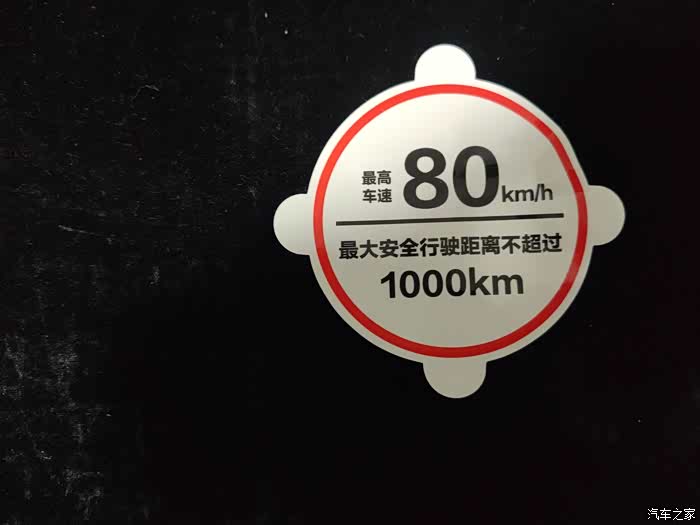 最高
车速 80km/h
最大安全行驶距离不超过
1000km
汽车之家